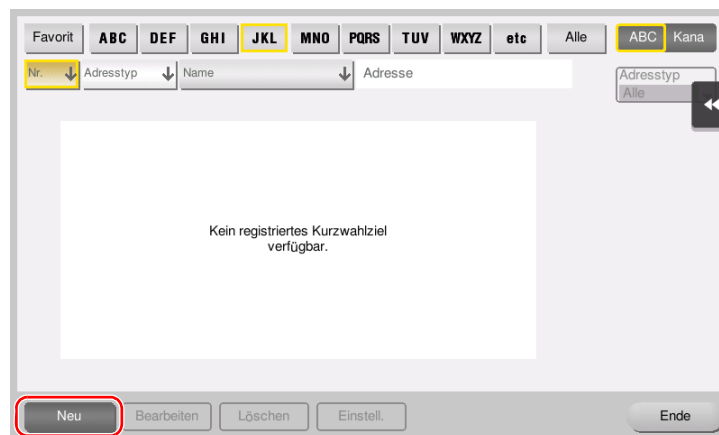 Favorit ABC DEF GHI JKL MNO PQRS TUV WXYZ etc Alle ABC Kana
Nr. Adresstyp Name Adresse Adresstyp
Alle
Kein registriertes Kurzwahlziel
verfügbar.
Neu Bearbeiten Löschen Einstell. Ende